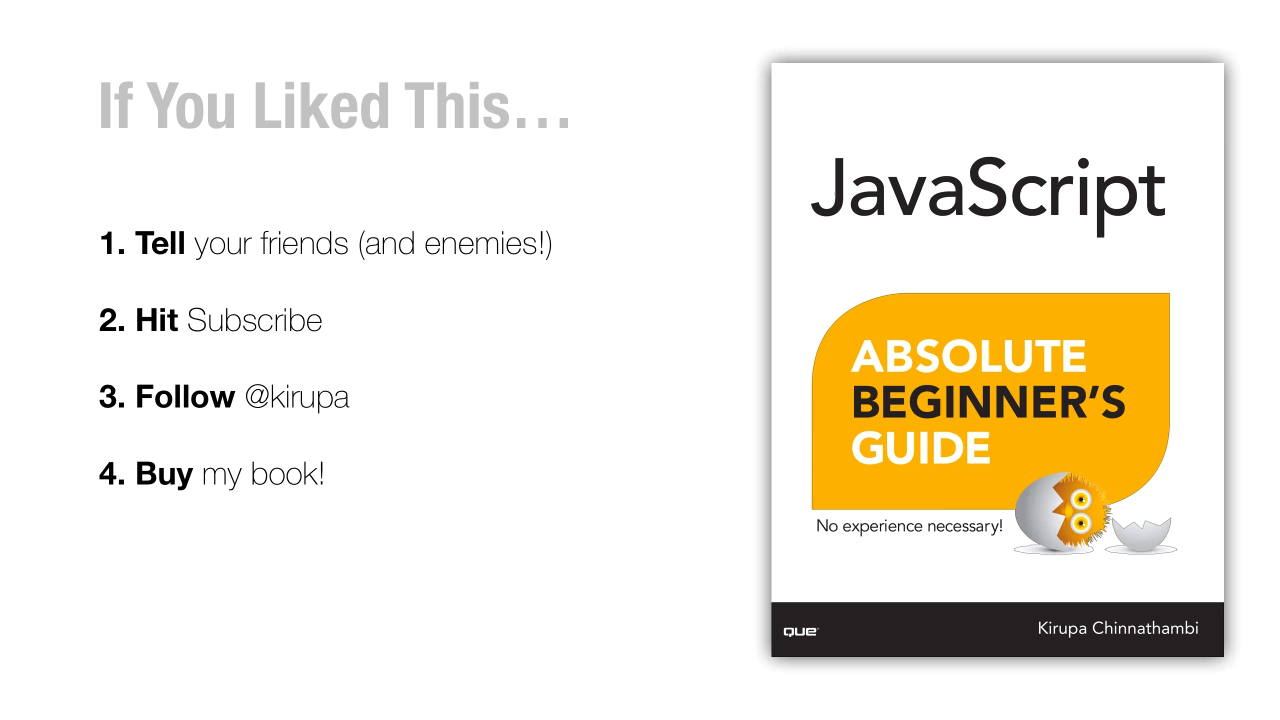 If You Liked This…
1. Tell your friends (and enemies!)
2. Hit Subscribe
3. Follow @kirupa
4. Buy my book!
JavaScript
ABSOLUTE
BEGINNER’S
GUIDE
No experience necessary!
que
Kirupa Chinnathambi